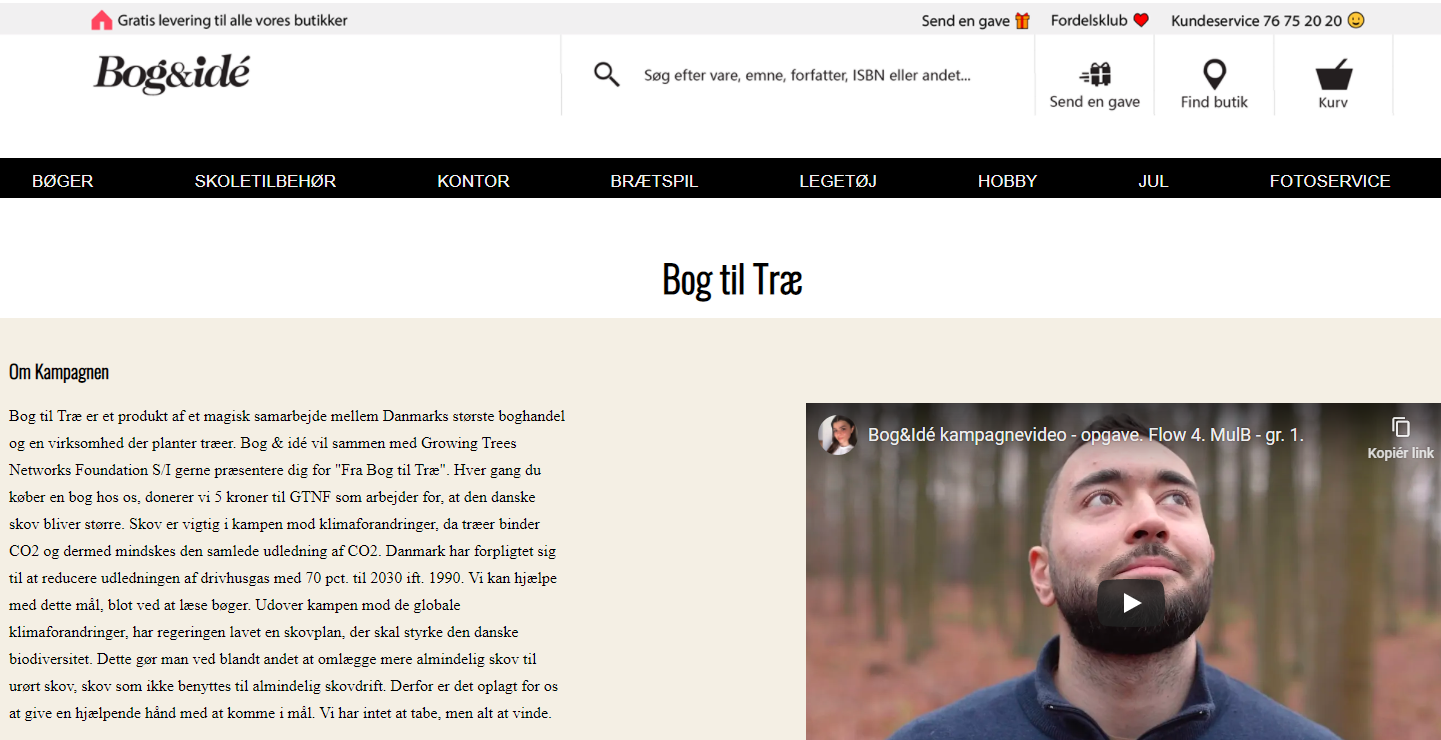 Gratis levering til alle vores butikker
Send en gave Fordelsklub Kundeservice 76 75 20 20
Bog&idé
Søg efter vare, emne, forfatter, ISBN eller andet...
Send en gave
Find butik
Kurv
BØGER SKOLETILBEHØR KONTOR BRÆTSPIL LEGETØJ HOBBY JUL FOTOSERVICE
Bog til Træ
Om Kampagnen
Bog til Træ er et produkt af et magisk samarbejde mellem Danmarks største boghandel
og en virksomhed der planter træer. Bog & idé vil sammen med Growing Trees
Networks Foundation S/I gerne præsentere dig for "Fra Bog til Træ". Hver gang du
køber en bog hos os, donerer vi 5 kroner til GTNF som arbejder for, at den danske
skov bliver større. Skov er vigtig i kampen mod klimaforandringer, da træer binder
CO2 og dermed mindskes den samlede udledning af CO2. Danmark har forpligtet sig
til at reducere udledningen af drivhusgas med 70 pct. til 2030 ift. 1990. Vi kan hjælpe
med dette mål, blot ved at læse bøger. Udover kampen mod de globale
klimaforandringer, har regeringen lavet en skovplan, der skal styrke den danske
biodiversitet. Dette gør man ved blandt andet at omlægge mere almindelig skov til
urørt skov, skov som ikke benyttes til almindelig skovdrift. Derfor er det oplagt for os
at give en hjælpende hånd med at komme i mål. Vi har intet at tabe, men alt at vinde.
Bog&Idé kampagnevideo - opgave. Flow 4. MulB - gr. 1.
Kopiér link